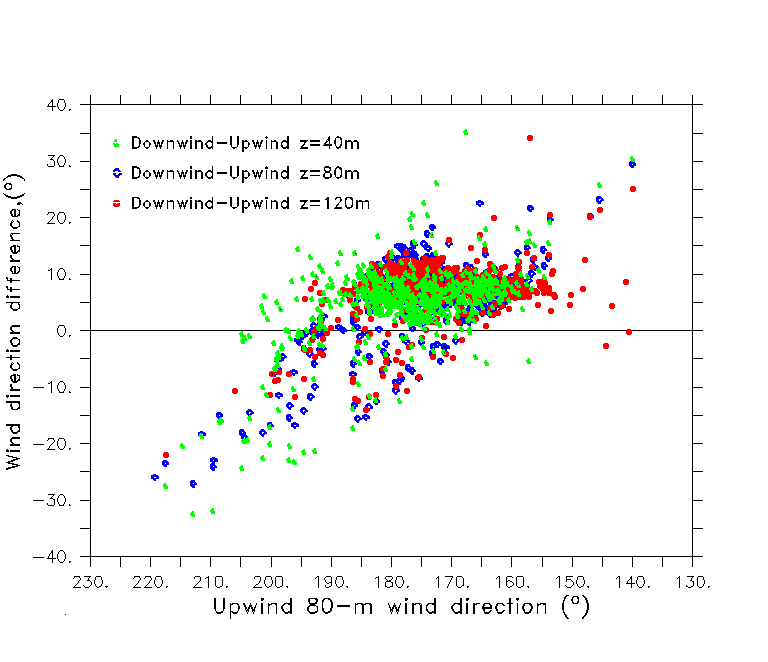 40.
Downwind-Upwind z=40m
30.
Downwind-Upwind z=80m
Downwind-Upwind z=120m
20.
10.
0.
-10.
-20.
-30.
-40.
Wind direction difference,(°)
230. 220. 210. 200. 190. 180. 170. 160. 150. 140. 130.
Upwind 80-m wind direction (°)